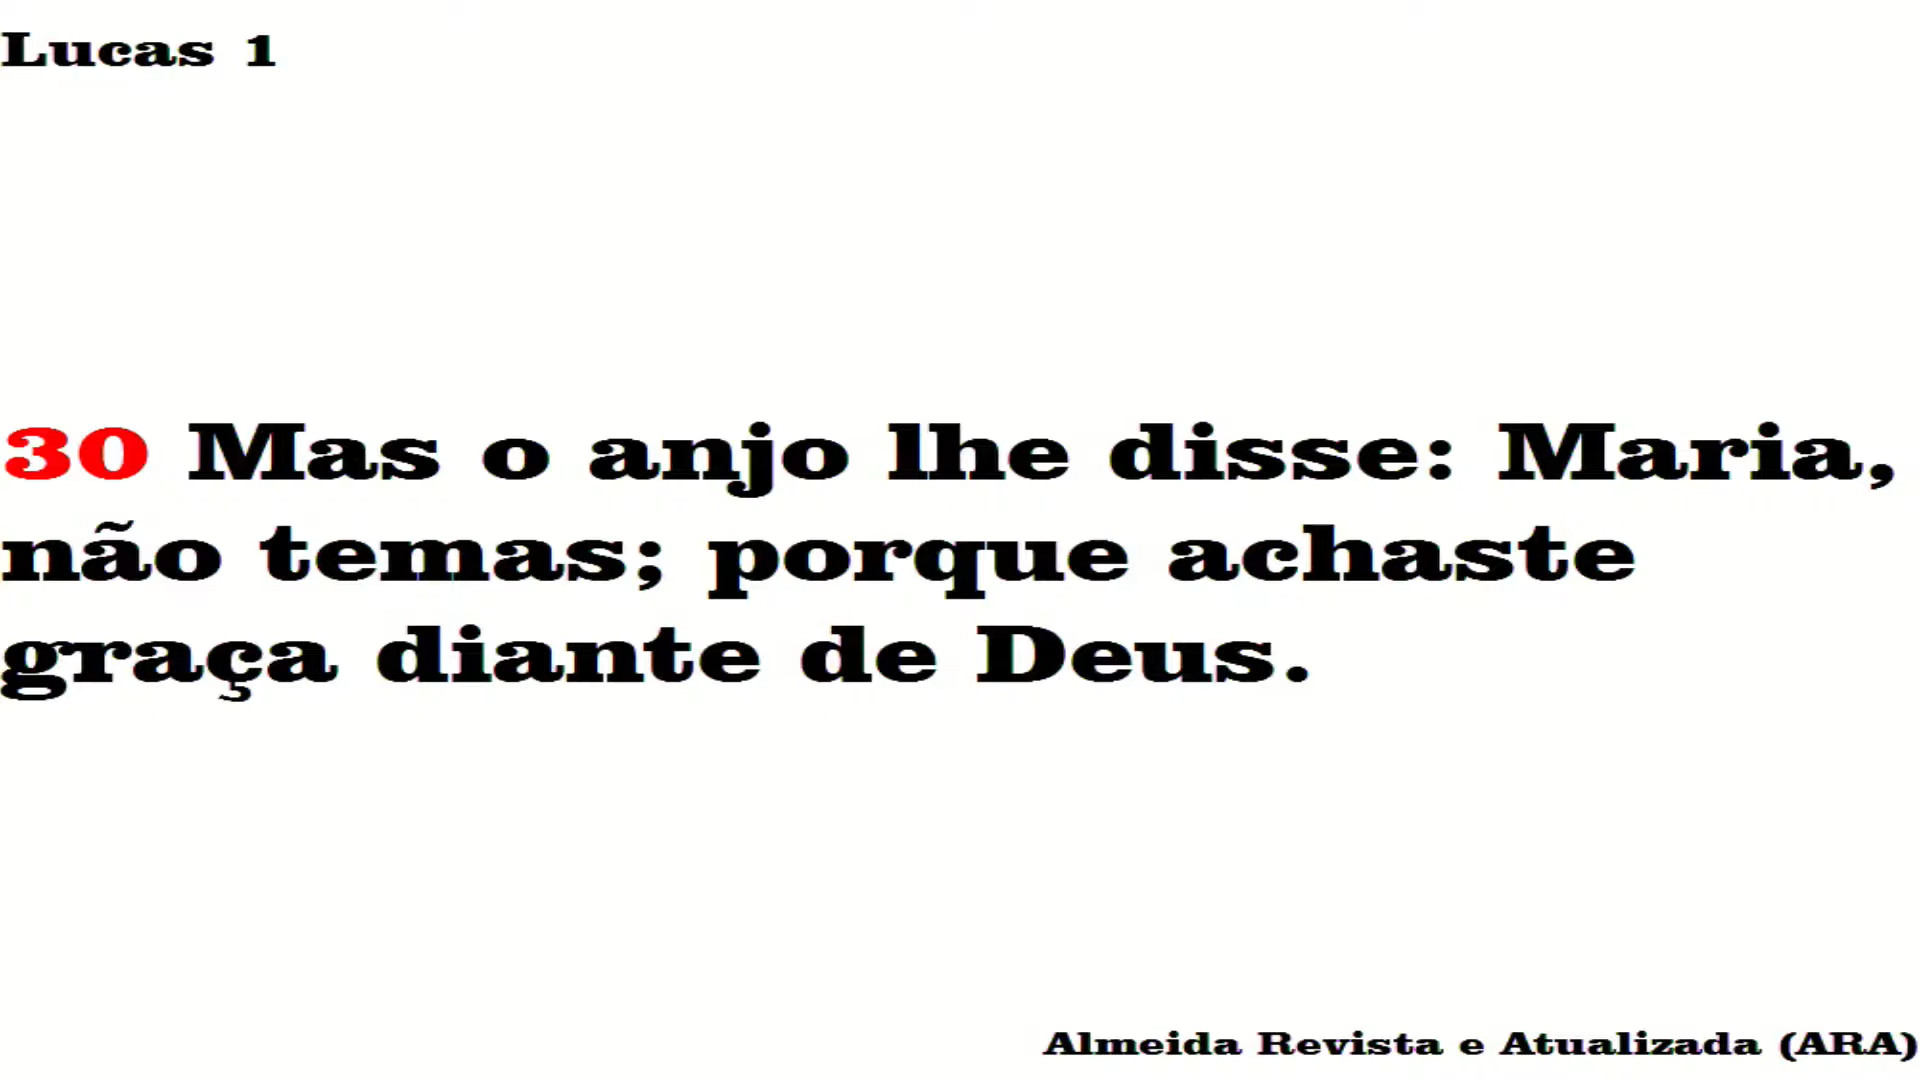 Lucas 1
30 Mas o anjo lhe disse: Maria,
não temas; porque achaste
graça diante de Deus.
Almeida Revista e Atualizada (ARA)